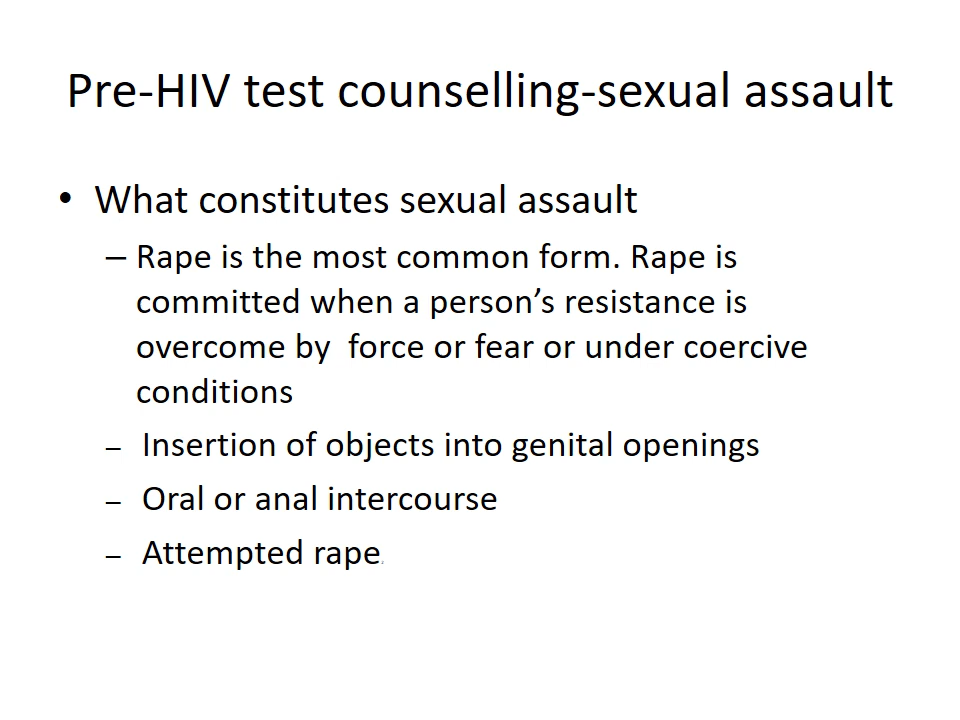 Pre-HIV test counselling-sexual assault
• What constitutes sexual assault
– Rape is the most common form. Rape is
committed when a person’s resistance is
overcome by  force or fear or under coercive
conditions
– Insertion of objects into genital openings
– Oral or anal intercourse
– Attempted rape.